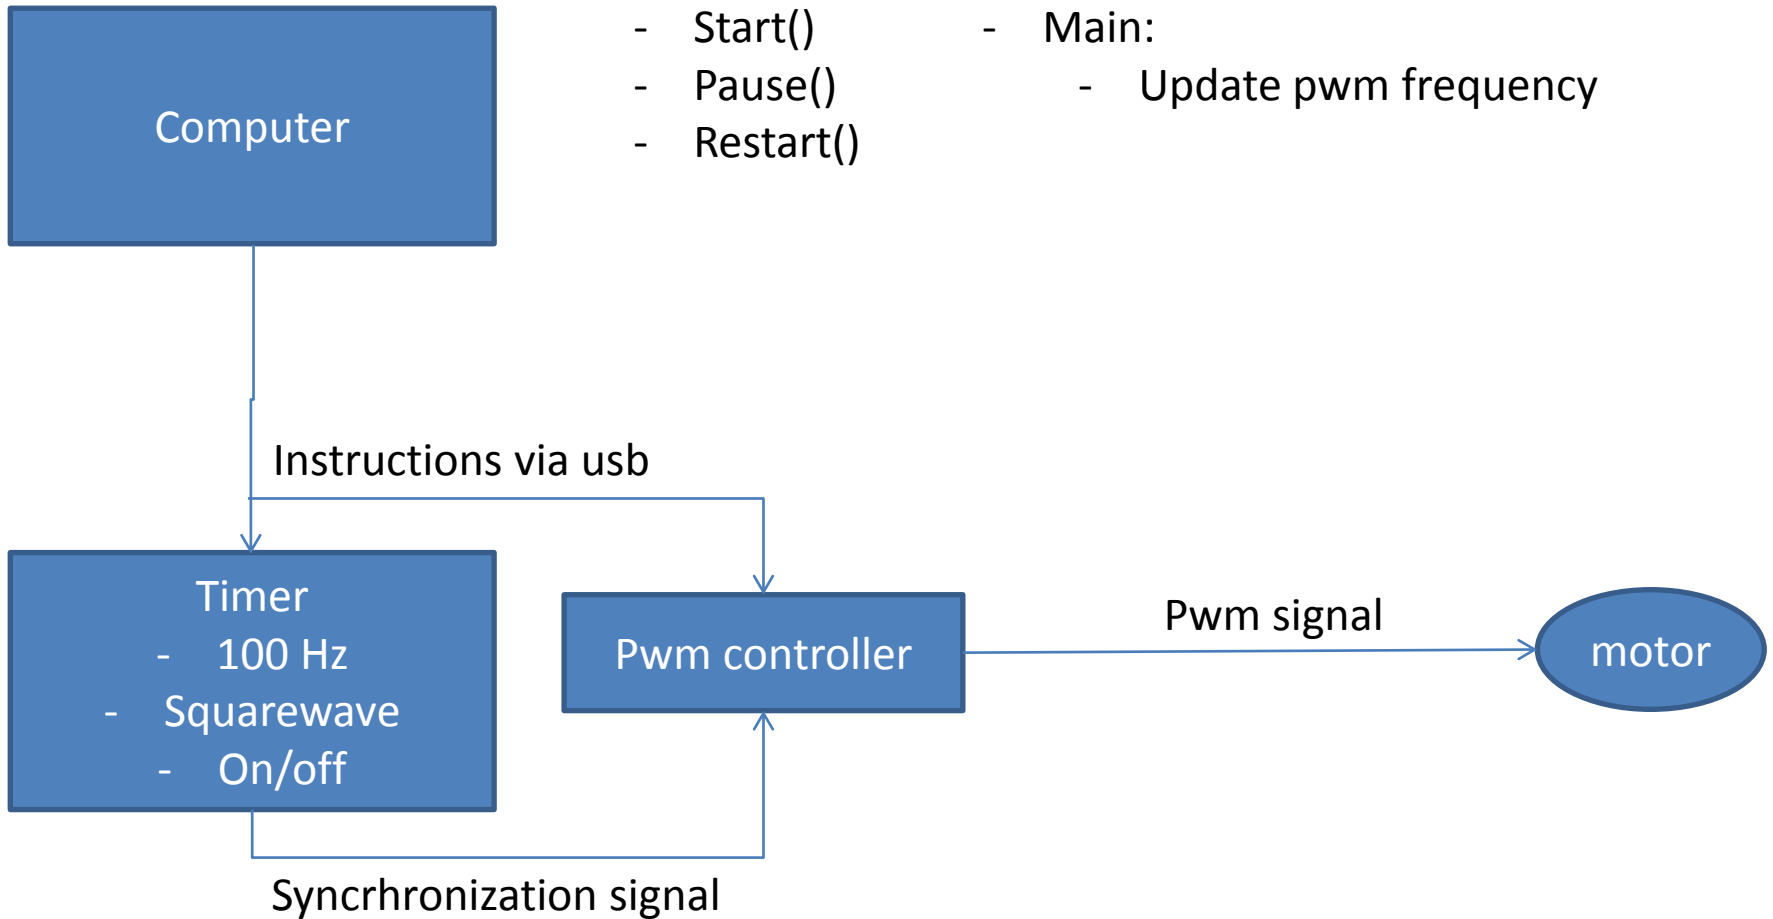 Computer
- Start()
- Pause()
- Restart()
- Main:
- Update pwm frequency
Instructions via usb
Timer
- 100 Hz
- Squarewave
- On/off
Pwm controller
Pwm signal
motor
Syncrhronization signal